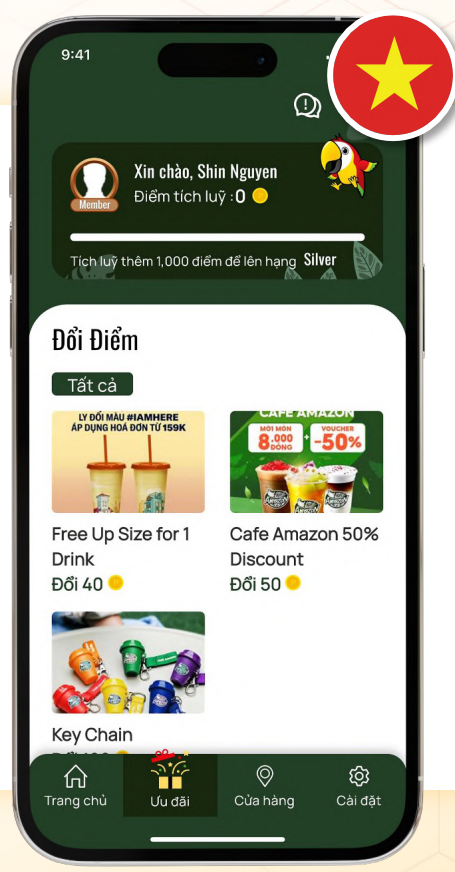 9:41
Xin chào, Shin Nguyen
Điểm tích luỹ : 0
Member
Tích luỹ thêm 1,000 điểm để lên hạng Silver
Đổi Điểm
Tất cả
LY ĐỔI MÀU #IAMHERE
ÁP DỤNG HOÁ ĐƠN TỪ 159K
CAFE AMAZON
MỜI MÓN
8.000
ĐỒNG
+
VOUCHER
-50%
Free Up Size for 1
Drink
Đổi 40
Cafe Amazon 50%
Discount
Đổi 50
Key Chain
Trang chủ
Ưu đãi
Cửa hàng
Cài đặt